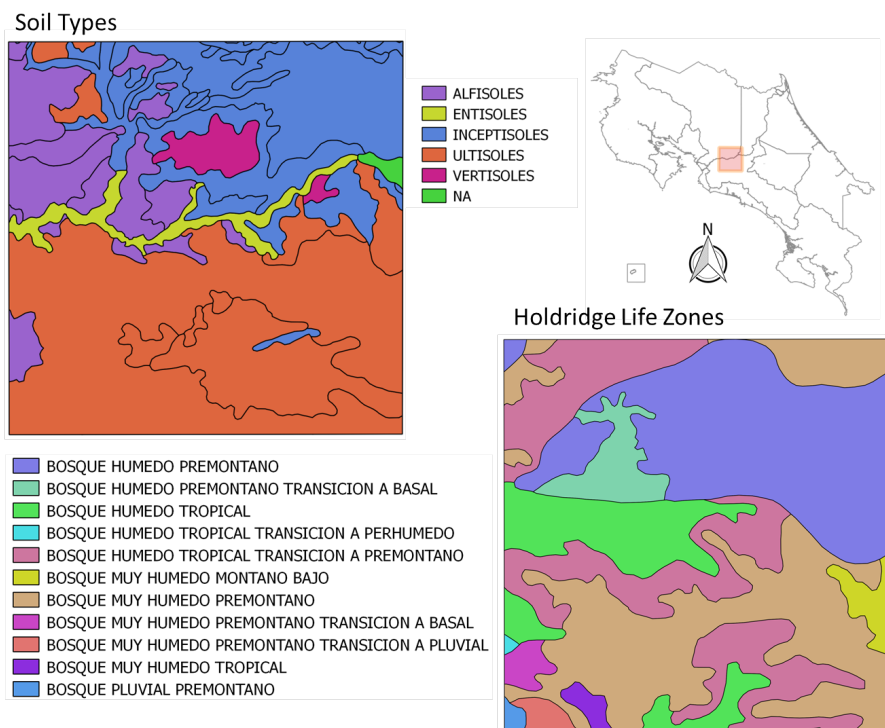 Soil Types
ALFISOLES
ENTISOLES
INCEPTISOLES
ULTISOLES
VERTISOLES
NA
N
Holdridge Life Zones
BOSQUE HUMEDO PREMONTANO
BOSQUE HUMEDO PREMONTANO TRANSICION A BASAL
BOSQUE HUMEDO TROPICAL
BOSQUE HUMEDO TROPICAL TRANSICION A PERHUMEDO
BOSQUE HUMEDO TROPICAL TRANSICION A PREMONTANO
BOSQUE MUY HUMEDO MONTANO BAJO
BOSQUE MUY HUMEDO PREMONTANO
BOSQUE MUY HUMEDO PREMONTANO TRANSICION A BASAL
BOSQUE MUY HUMEDO PREMONTANO TRANSICION A PLUVIAL
BOSQUE MUY HUMEDO TROPICAL
BOSQUE PLUVIAL PREMONTANO